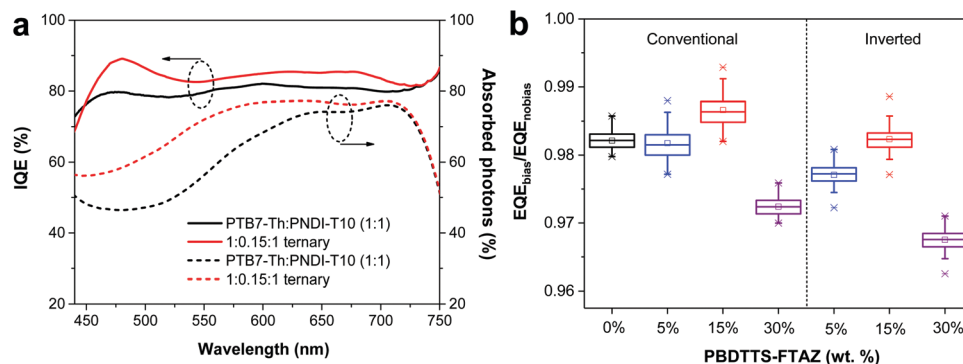 a
100
80
60
40
20
IQE (%)
450 500 550 600 650 700 750
Wavelength (nm)
100
80
60
40
20
Absorbed photons (%)
PTB7-Th:PNDI-T10 (1:1)
1:0.15:1 ternary
PTB7-Th:PNDI-T10 (1:1)
1:0.15:1 ternary
b
Conventional Inverted
1.00
0.99
0.98
0.97
0.96
EQEbias/EQEnobias
0% 5% 15% 30% 5% 15% 30%
PBDTTS-FTAZ (wt. %)